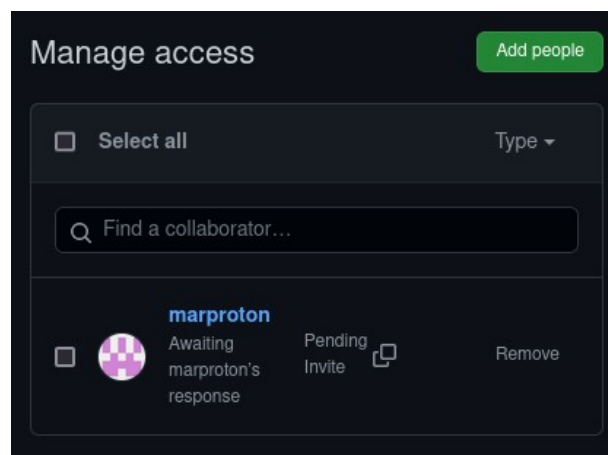 Manage access
Add people
Select all
Type
Find a collaborator...
marproton
Awaiting
marproton's
response
Pending
Invite
Remove